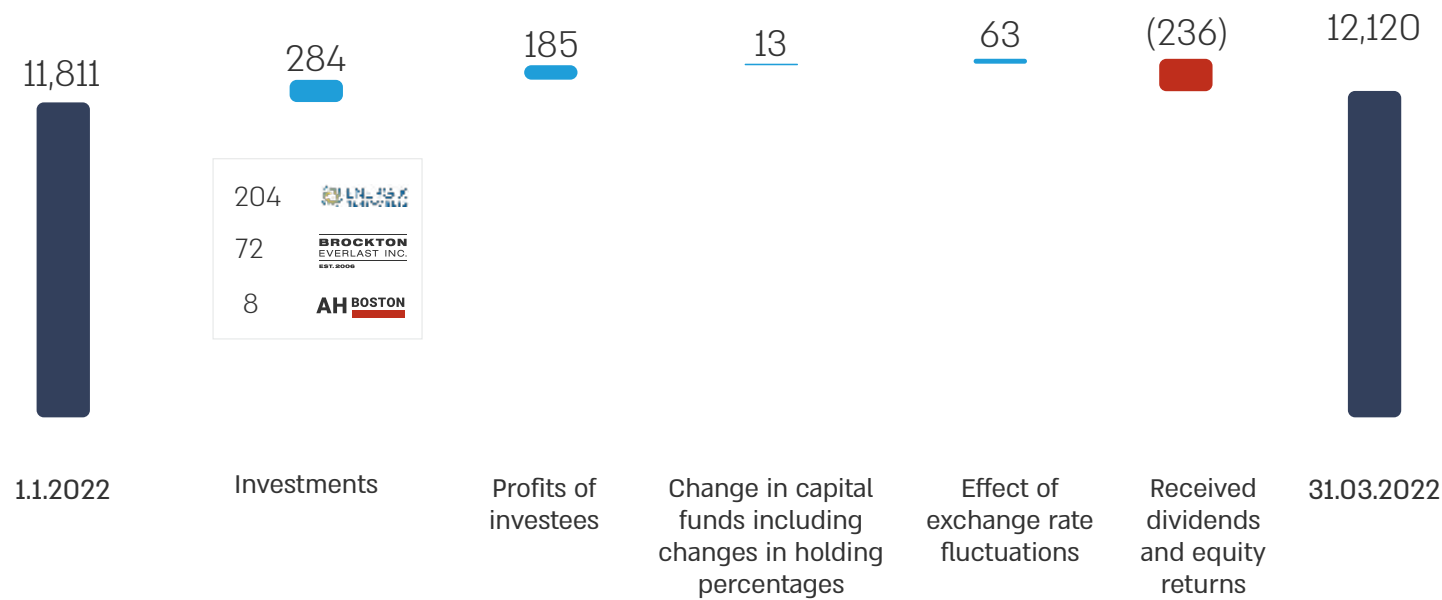 11,811
284
185
13
63
(236)
12,120
204
72
BROCKTON
EVERLAST INC.
EST. 2006
8
AH BOSTON
1.1.2022
Investments
Profits of
investees
Change in capital
funds including
changes in holding
percentages
Effect of
exchange rate
fluctuations
Received
dividends
and equity
returns
31.03.2022